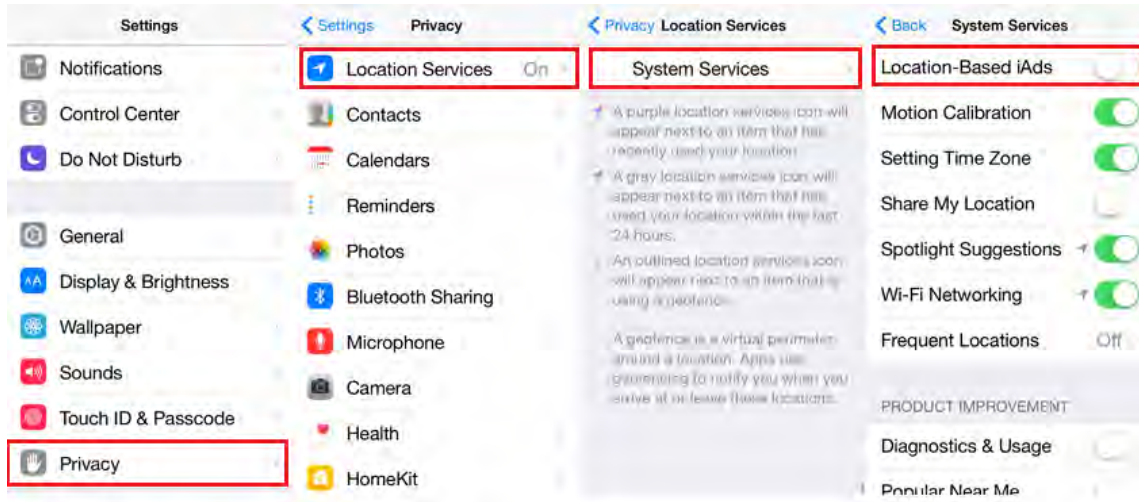 Settings
Notifications
Control Center
Do Not Disturb
General
Display & Brightness
Wallpaper
Sounds
Touch ID & Passcode
Privacy
Settings
Privacy
Location Services On
Contacts
Calendars
Reminders
Photos
Bluetooth Sharing
Microphone
Camera
Health
HomeKit
Privacy Location Services
System Services
A purple location services icon will
appear next to an item that has
recently used your location.
A gray location services icon will
appear next to an item that has
used your location within the last
24 hours.
An outlined location services icon
will appear next to an item that is
using a geofence.
A geofence is a virtual perimeter
around a location. Apps use
geofencing to notify you when you
arrive at or leave these locations.
Back System Services
Location-Based iAds
Motion Calibration
Setting Time Zone
Share My Location
Spotlight Suggestions
Wi-Fi Networking
Frequent Locations Off
PRODUCT IMPROVEMENT
Diagnostics & Usage
Popular Near Me